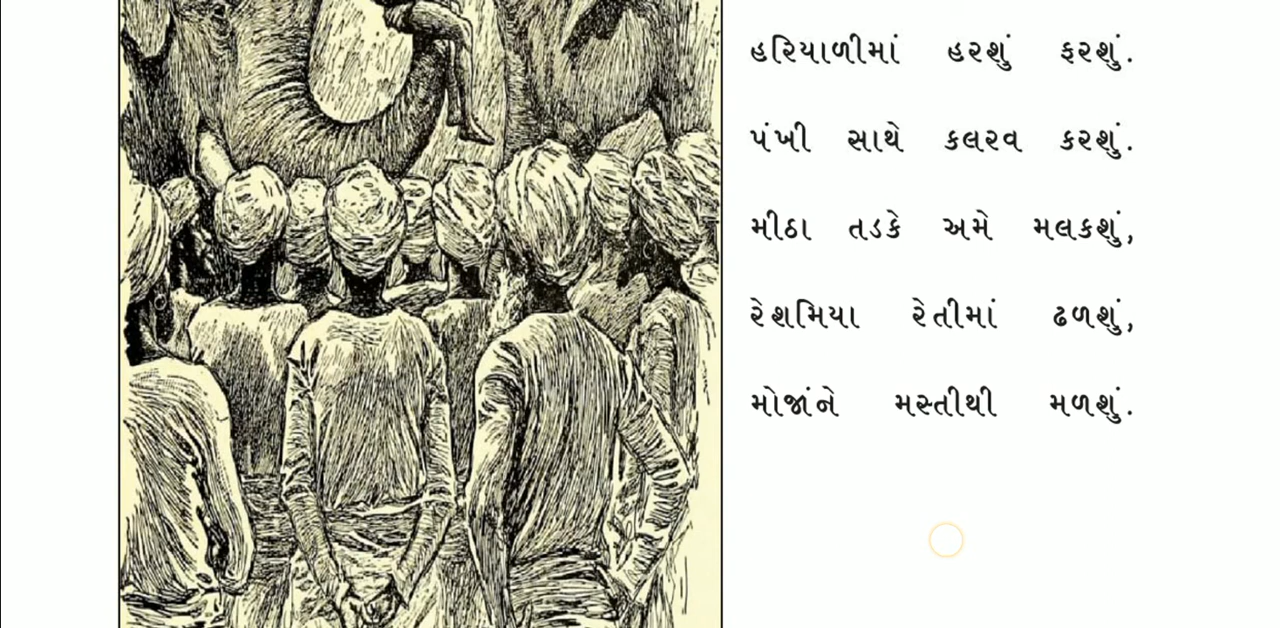 હરિયાળીમાં હરશું ફરશું.
પંખી સાથે કલરવ કરશું.
મીઠા તડકે અમે મલકશું,
રેશમિયા રેતીમાં ઢળશું,
મોજાંને મસ્તીથી મળશું.